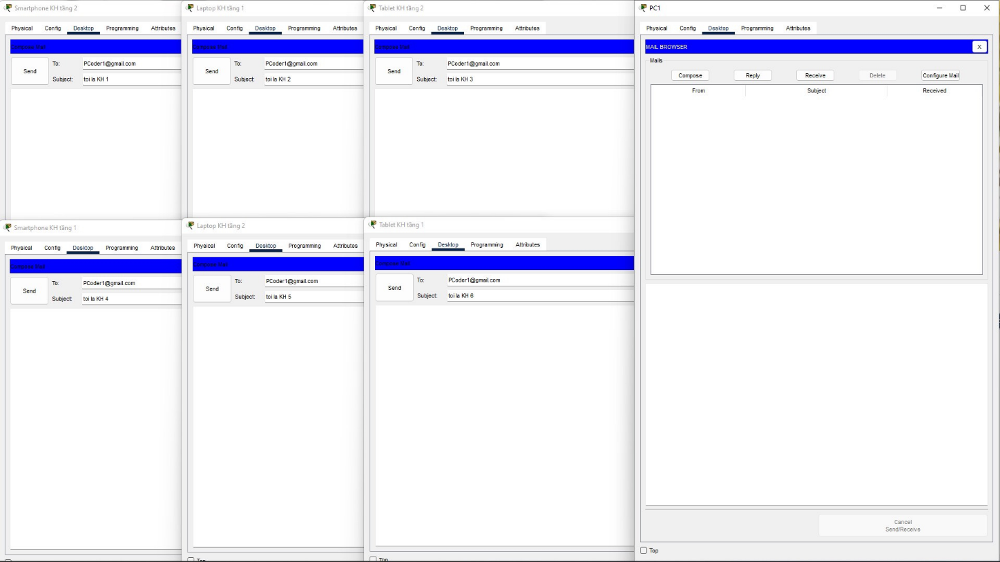 Smartphone KH tầng 2
Physical Config Desktop Programming Attributes
Compose Mail
Send
To: PCoder1@gmail.com
Subject: toi la KH 1
Laptop KH tầng 1
Physical Config Desktop Programming Attributes
Compose Mail
Send
To: PCoder1@gmail.com
Subject: toi la KH 2
Tablet KH tầng 2
Physical Config Desktop Programming Attributes
Compose Mail
Send
To: PCoder1@gmail.com
Subject: toi la KH 3
Smartphone KH tầng 1
Physical Config Desktop Programming Attributes
Compose Mail
Send
To: PCoder1@gmail.com
Subject: toi la KH 4
Laptop KH tầng 2
Physical Config Desktop Programming Attributes
Compose Mail
Send
To: PCoder1@gmail.com
Subject: toi la KH 5
Top
Tablet KH tầng 1
Physical Config Desktop Programming Attributes
Compose Mail
Send
To: PCoder1@gmail.com
Subject: toi la KH 6
Top
PC1
Physical Config Desktop Programming Attributes
MAIL BROWSER X
Mails
Compose Reply Receive Delete Configure Mail
From Subject Received
Cancel
Send/Receive
Top